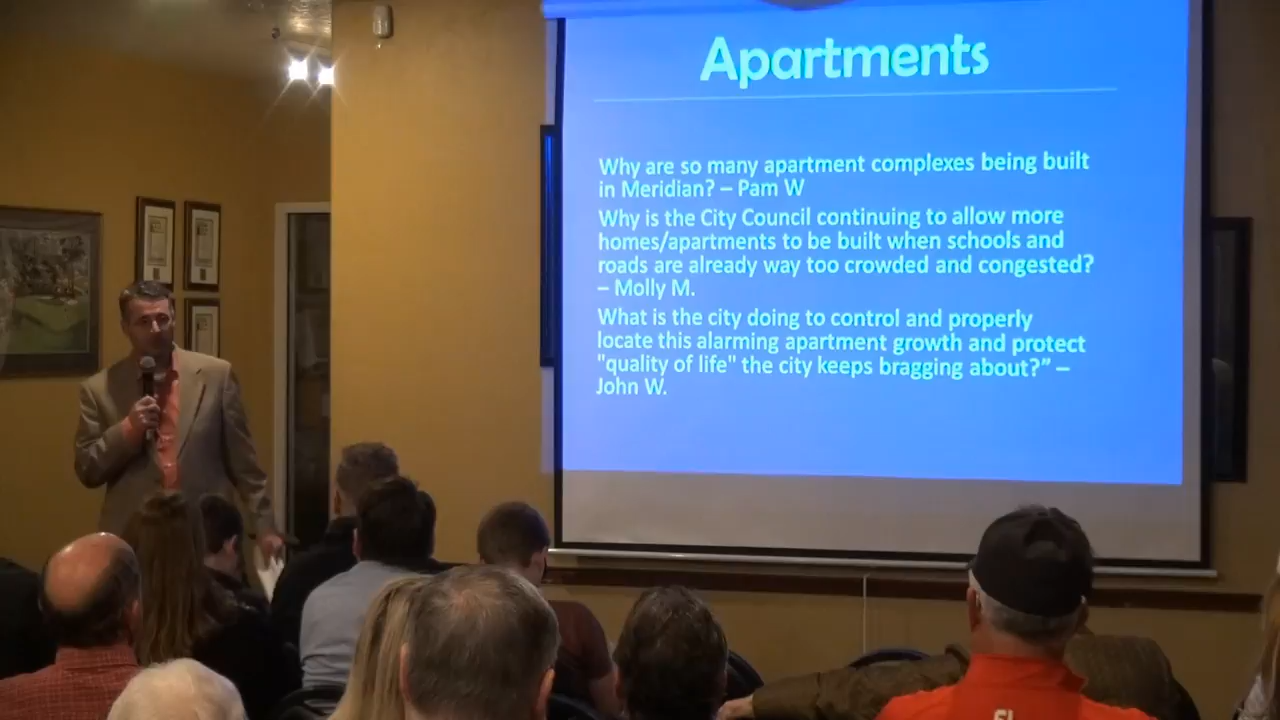 Apartments
Why are so many apartment complexes being built
in Meridian? – Pam W
Why is the City Council continuing to allow more
homes/apartments to be built when schools and
roads are already way too crowded and congested?
– Molly M.
What is the city doing to control and properly
locate this alarming apartment growth and protect
"quality of life" the city keeps bragging about?” –
John W.